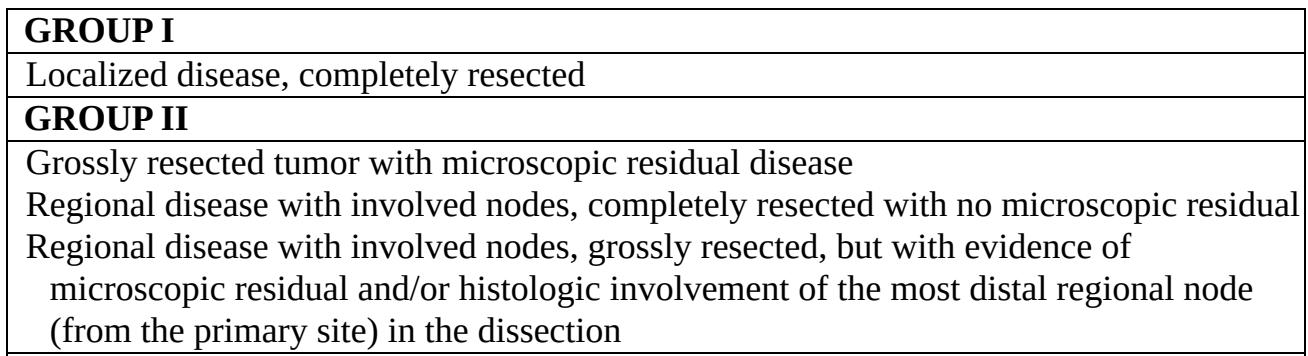 GROUP I
Localized disease, completely resected
GROUP II
Grossly resected tumor with microscopic residual disease
Regional disease with involved nodes, completely resected with no microscopic residual
Regional disease with involved nodes, grossly resected, but with evidence of
microscopic residual and/or histologic involvement of the most distal regional node
(from the primary site) in the dissection